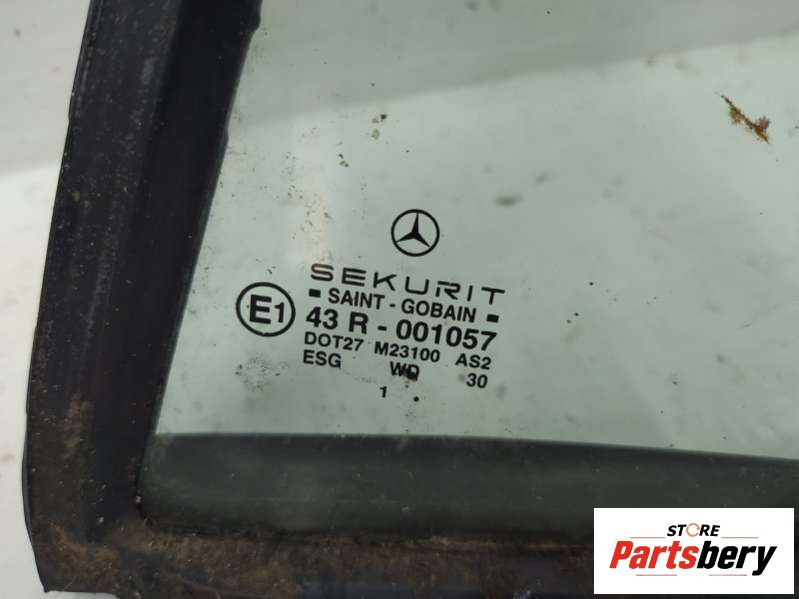 SEKURIT
SAINT - GOBAIN
E1
43 R - 001057
DOT27 M23100 AS2
ESG WD 30
1
STORE
Partsbery